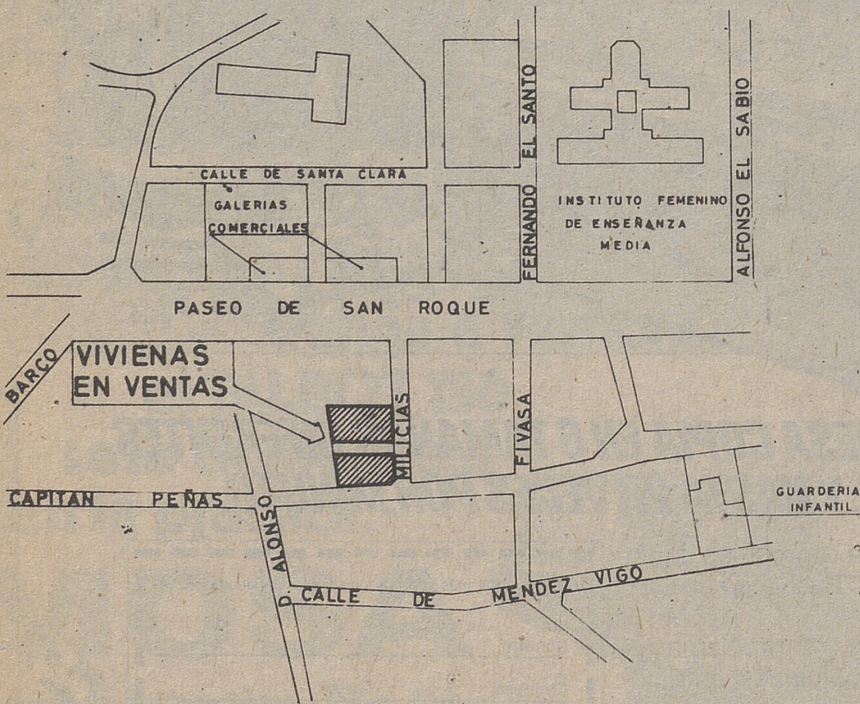 FERNANDO EL SANTO
ALFONSO EL SABIO
CALLE DE SANTA CLARA
GALERIAS
COMERCIALES
INSTITUTO FEMENINO
DE ENSEÑANZA
MEDIA
PASEO DE SAN ROQUE
BARCO
VIVIENAS
EN VENTAS
MILICIAS
FIVASA
CAPITAN PEÑAS
D. ALONSO
GUARDERIA
INFANTIL
CALLE DE MENDEZ VIGO